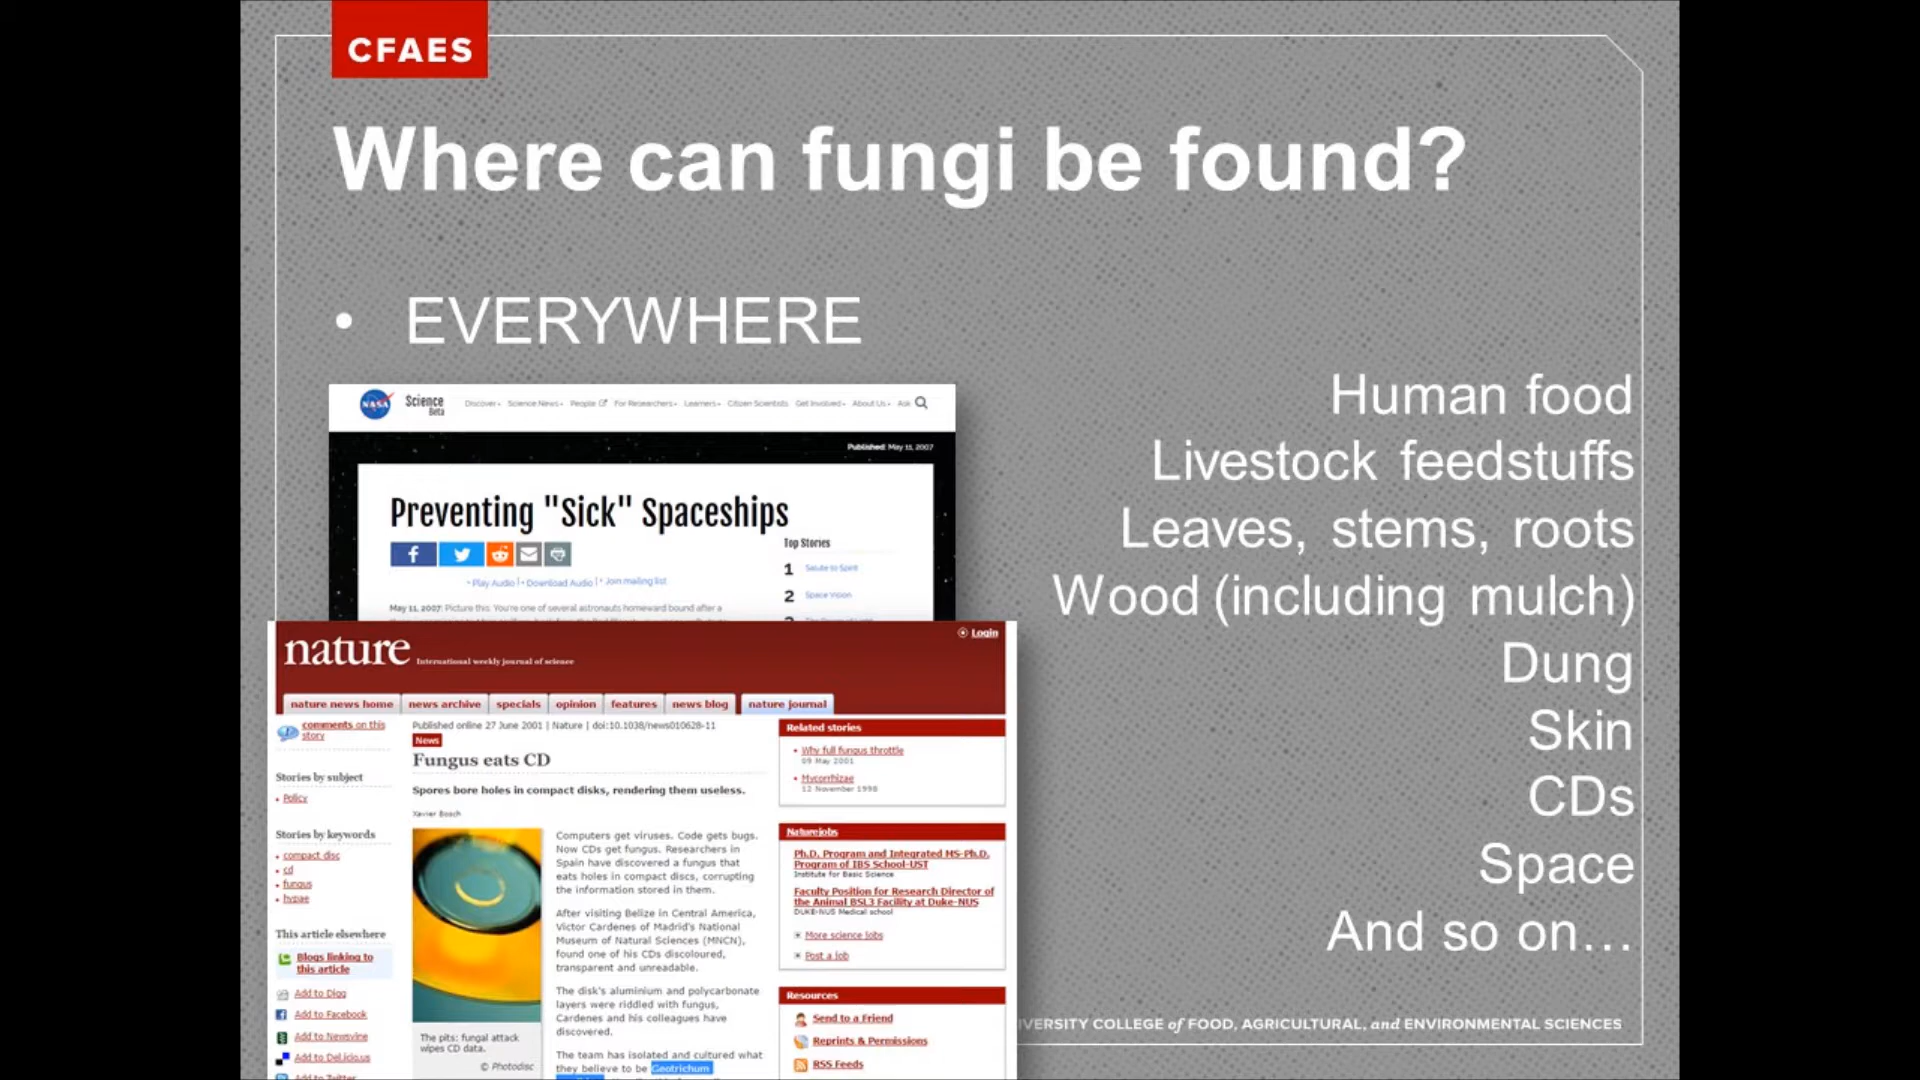 CFAES
Where can fungi be found?
• EVERYWHERE
Human food
Livestock feedstuffs
Leaves, stems, roots
Wood (including mulch)
Dung
Skin
CDs
Space
And so on...
NASA
Science
Beta
Discover
Science News
People
For Researchers
Learners
Citizen Scientists
Get Involved
About Us
Ask
Published: May 11, 2007
Preventing "Sick" Spaceships
Play Audio | Download Audio | Join mailing list
May 11, 2007: Picture this: You're one of several astronauts homeward bound after a
Top Stories
1 Salute to Spirit
2 Space Vision
nature International weekly journal of science
Login
nature news home
news archive
specials
opinion
features
news blog
nature journal
comments on this
story
Stories by subject
Policy
Stories by keywords
compact disc
cd
fungus
hypae
This article elsewhere
Blogs linking to
this article
Add to Digg
Add to Facebook
Add to Newsvine
Add to Del.icio.us
Add to Twitter
Published online 27 June 2001 | Nature | doi:10.1038/news010628-11
News
Fungus eats CD
Spores bore holes in compact disks, rendering them useless.
Xavier Bosch
Computers get viruses. Code gets bugs.
Now CDs get fungus. Researchers in
Spain have discovered a fungus that
eats holes in compact discs, corrupting
the information stored in them.
After visiting Belize in Central America,
Victor Cardenes of Madrid's National
Museum of Natural Sciences (MNCN),
found one of his CDs discoloured,
transparent and unreadable.
The disk's aluminium and polycarbonate
layers were riddled with fungus,
Cardenes and his colleagues have
discovered.
The team has isolated and cultured what
they believe to be Geotrichum
The pits: fungal attack
wipes CD data.
© Photodisc
Related stories
Why full fungus throttle
09 May 2001
Mycorrhizae
12 November 1998
Naturejobs
Ph.D. Program and Integrated MS-Ph.D.
Program of IBS School-UST
Institute for Basic Science
Faculty Position for Research Director of
the Animal BSL3 Facility at Duke-NUS
DUKE-NUS Medical school
More science jobs
Post a job
Resources
Send to a Friend
Reprints & Permissions
RSS Feeds
IVERSITY COLLEGE of FOOD, AGRICULTURAL, and ENVIRONMENTAL SCIENCES